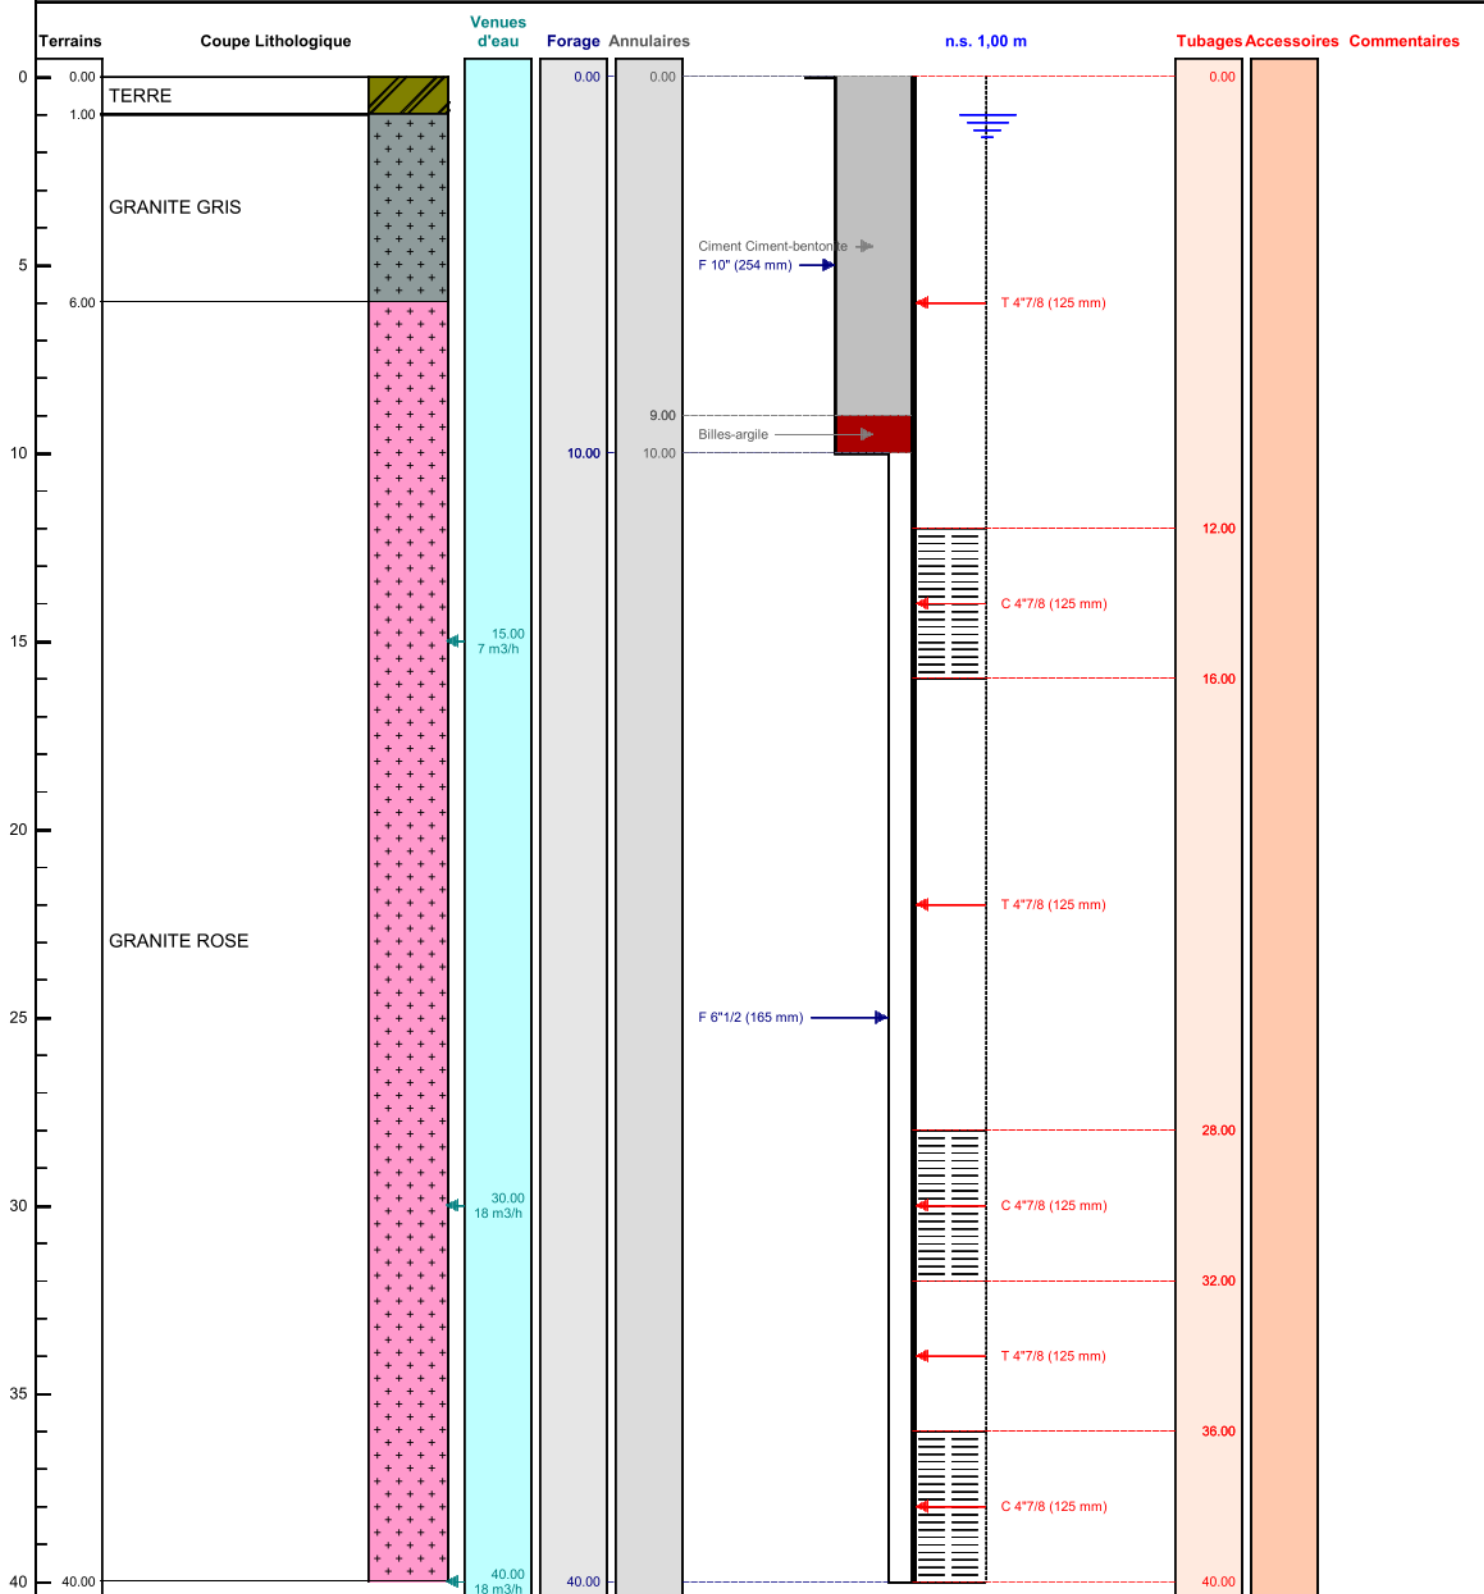 Venues
Terrains Coupe Lithologique d'eau Forage Annulaires n.s. 1,00 m Tubages Accessoires Commentaires
0 0.00 0.00 0.00 0.00
TERRE
1.00
GRANITE GRIS
Ciment Ciment-bentonite
5 F 10" (254 mm)
6.00 T 4"7/8 (125 mm)
9.00
Billes-argile
10 10.00 10.00
12.00
C 4"7/8 (125 mm)
15 15.00
7 m3/h
16.00
20
T 4"7/8 (125 mm)
GRANITE ROSE
25 F 6"1/2 (165 mm)
28.00
30 30.00 C 4"7/8 (125 mm)
18 m3/h
32.00
T 4"7/8 (125 mm)
35
36.00
C 4"7/8 (125 mm)
40 40.00 40.00 40.00 40.00
18 m3/h